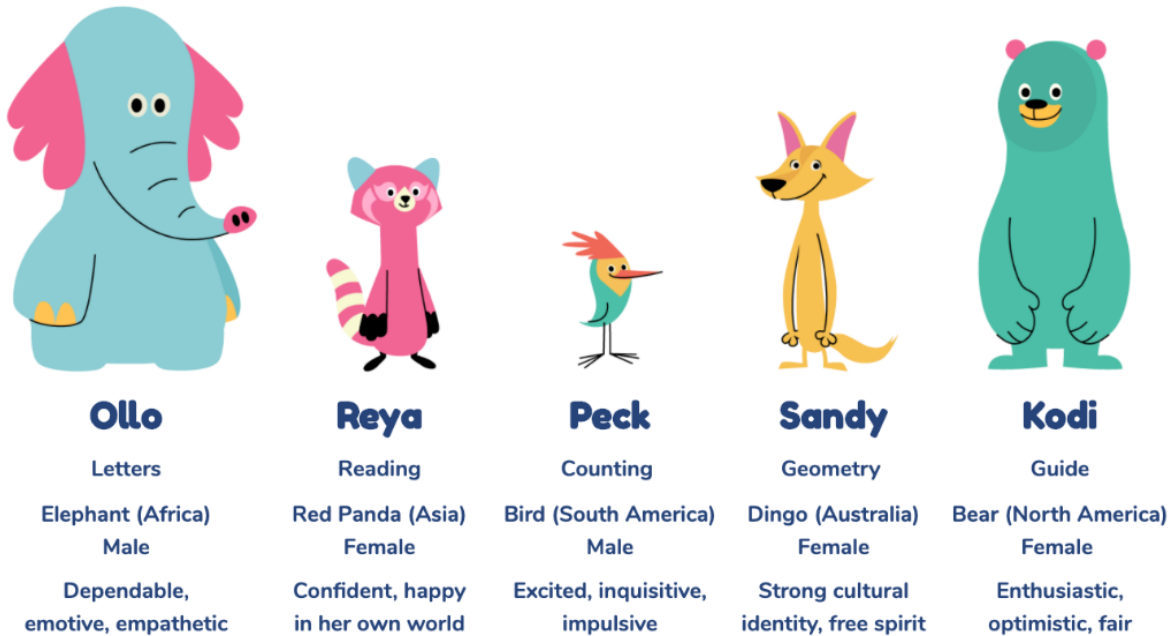 Ollo
Letters
Elephant (Africa)
Male
Dependable,
emotive, empathetic
Reya
Reading
Red Panda (Asia)
Female
Confident, happy
in her own world
Peck
Counting
Bird (South America)
Male
Excited, inquisitive,
impulsive
Sandy
Geometry
Dingo (Australia)
Female
Strong cultural
identity, free spirit
Kodi
Guide
Bear (North America)
Female
Enthusiastic,
optimistic, fair